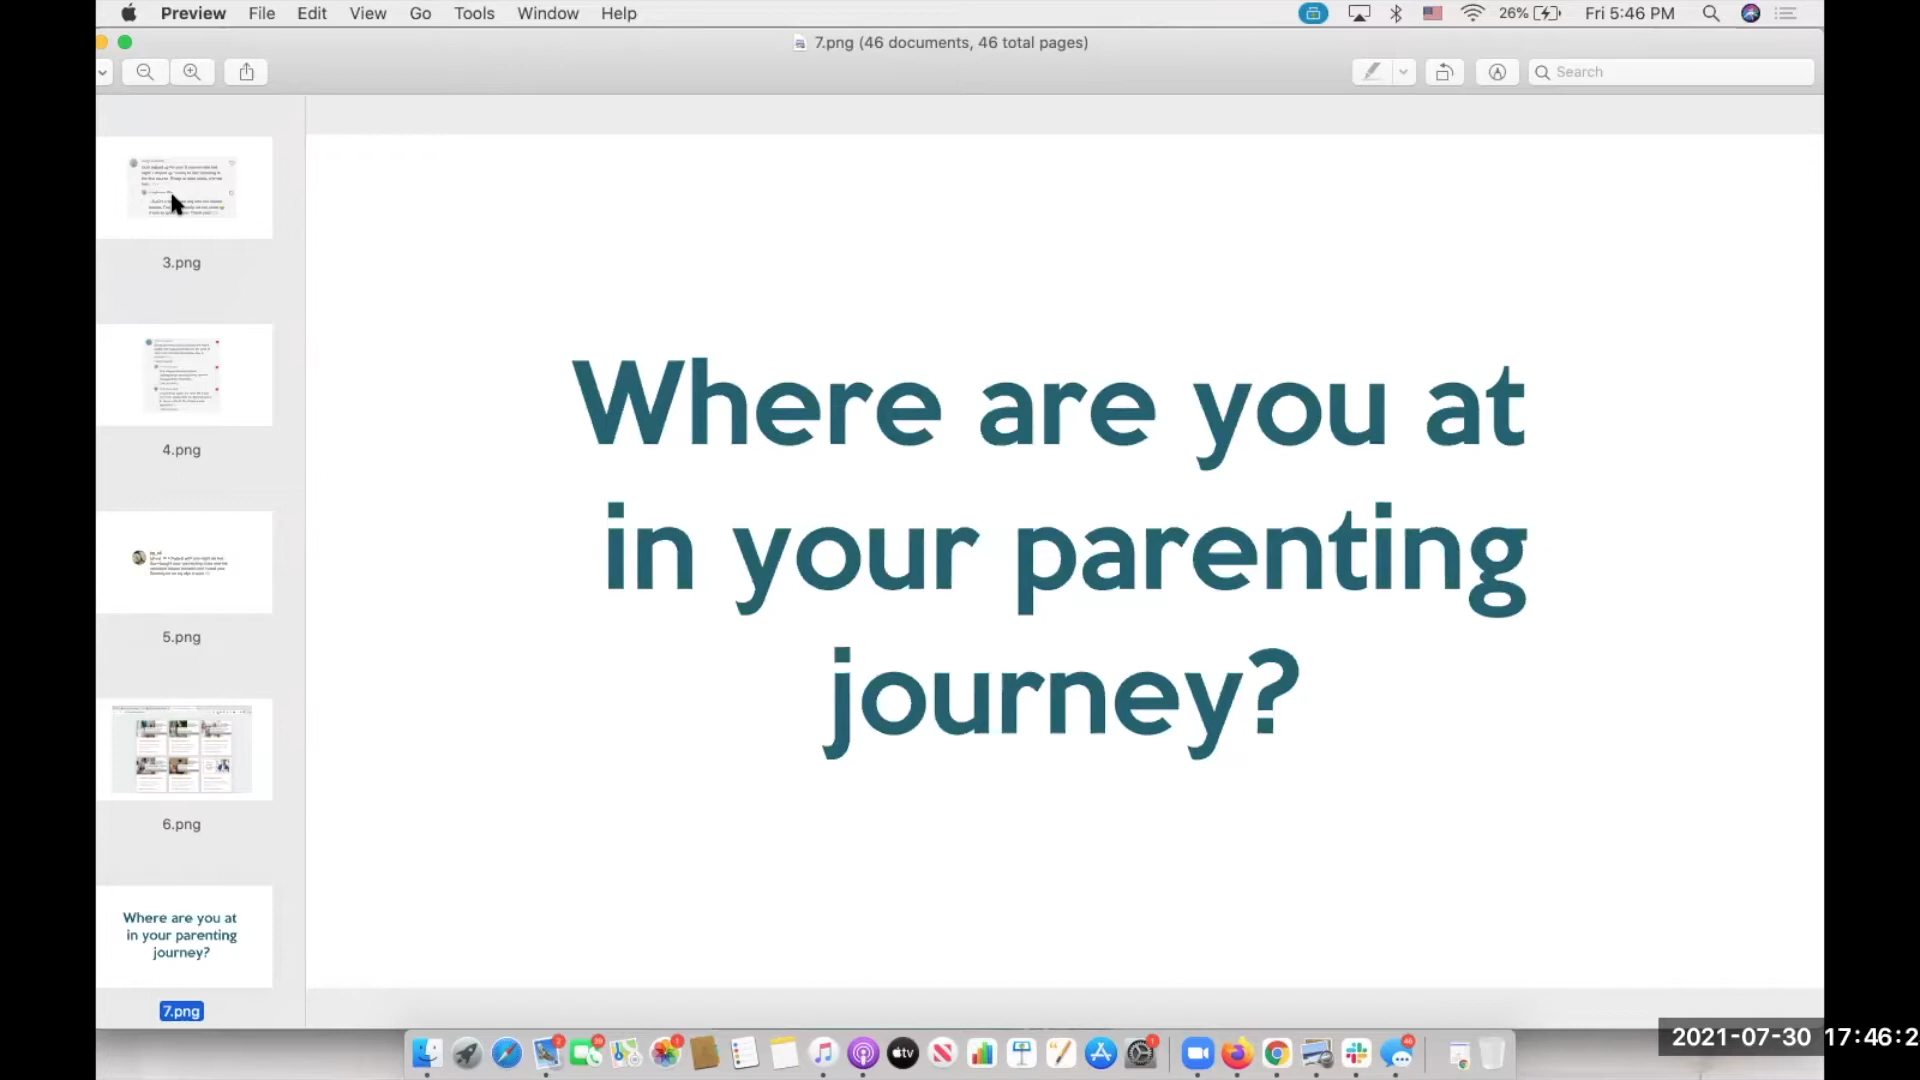 Preview File Edit View Go Tools Window Help 26% Fri 5:46 PM
7.png (46 documents, 46 total pages)
Search
3.png
4.png
5.png
6.png
Where are you at
in your parenting
journey?
7.png
Where are you at
in your parenting
journey?
tv
2021-07-30 17:46:2